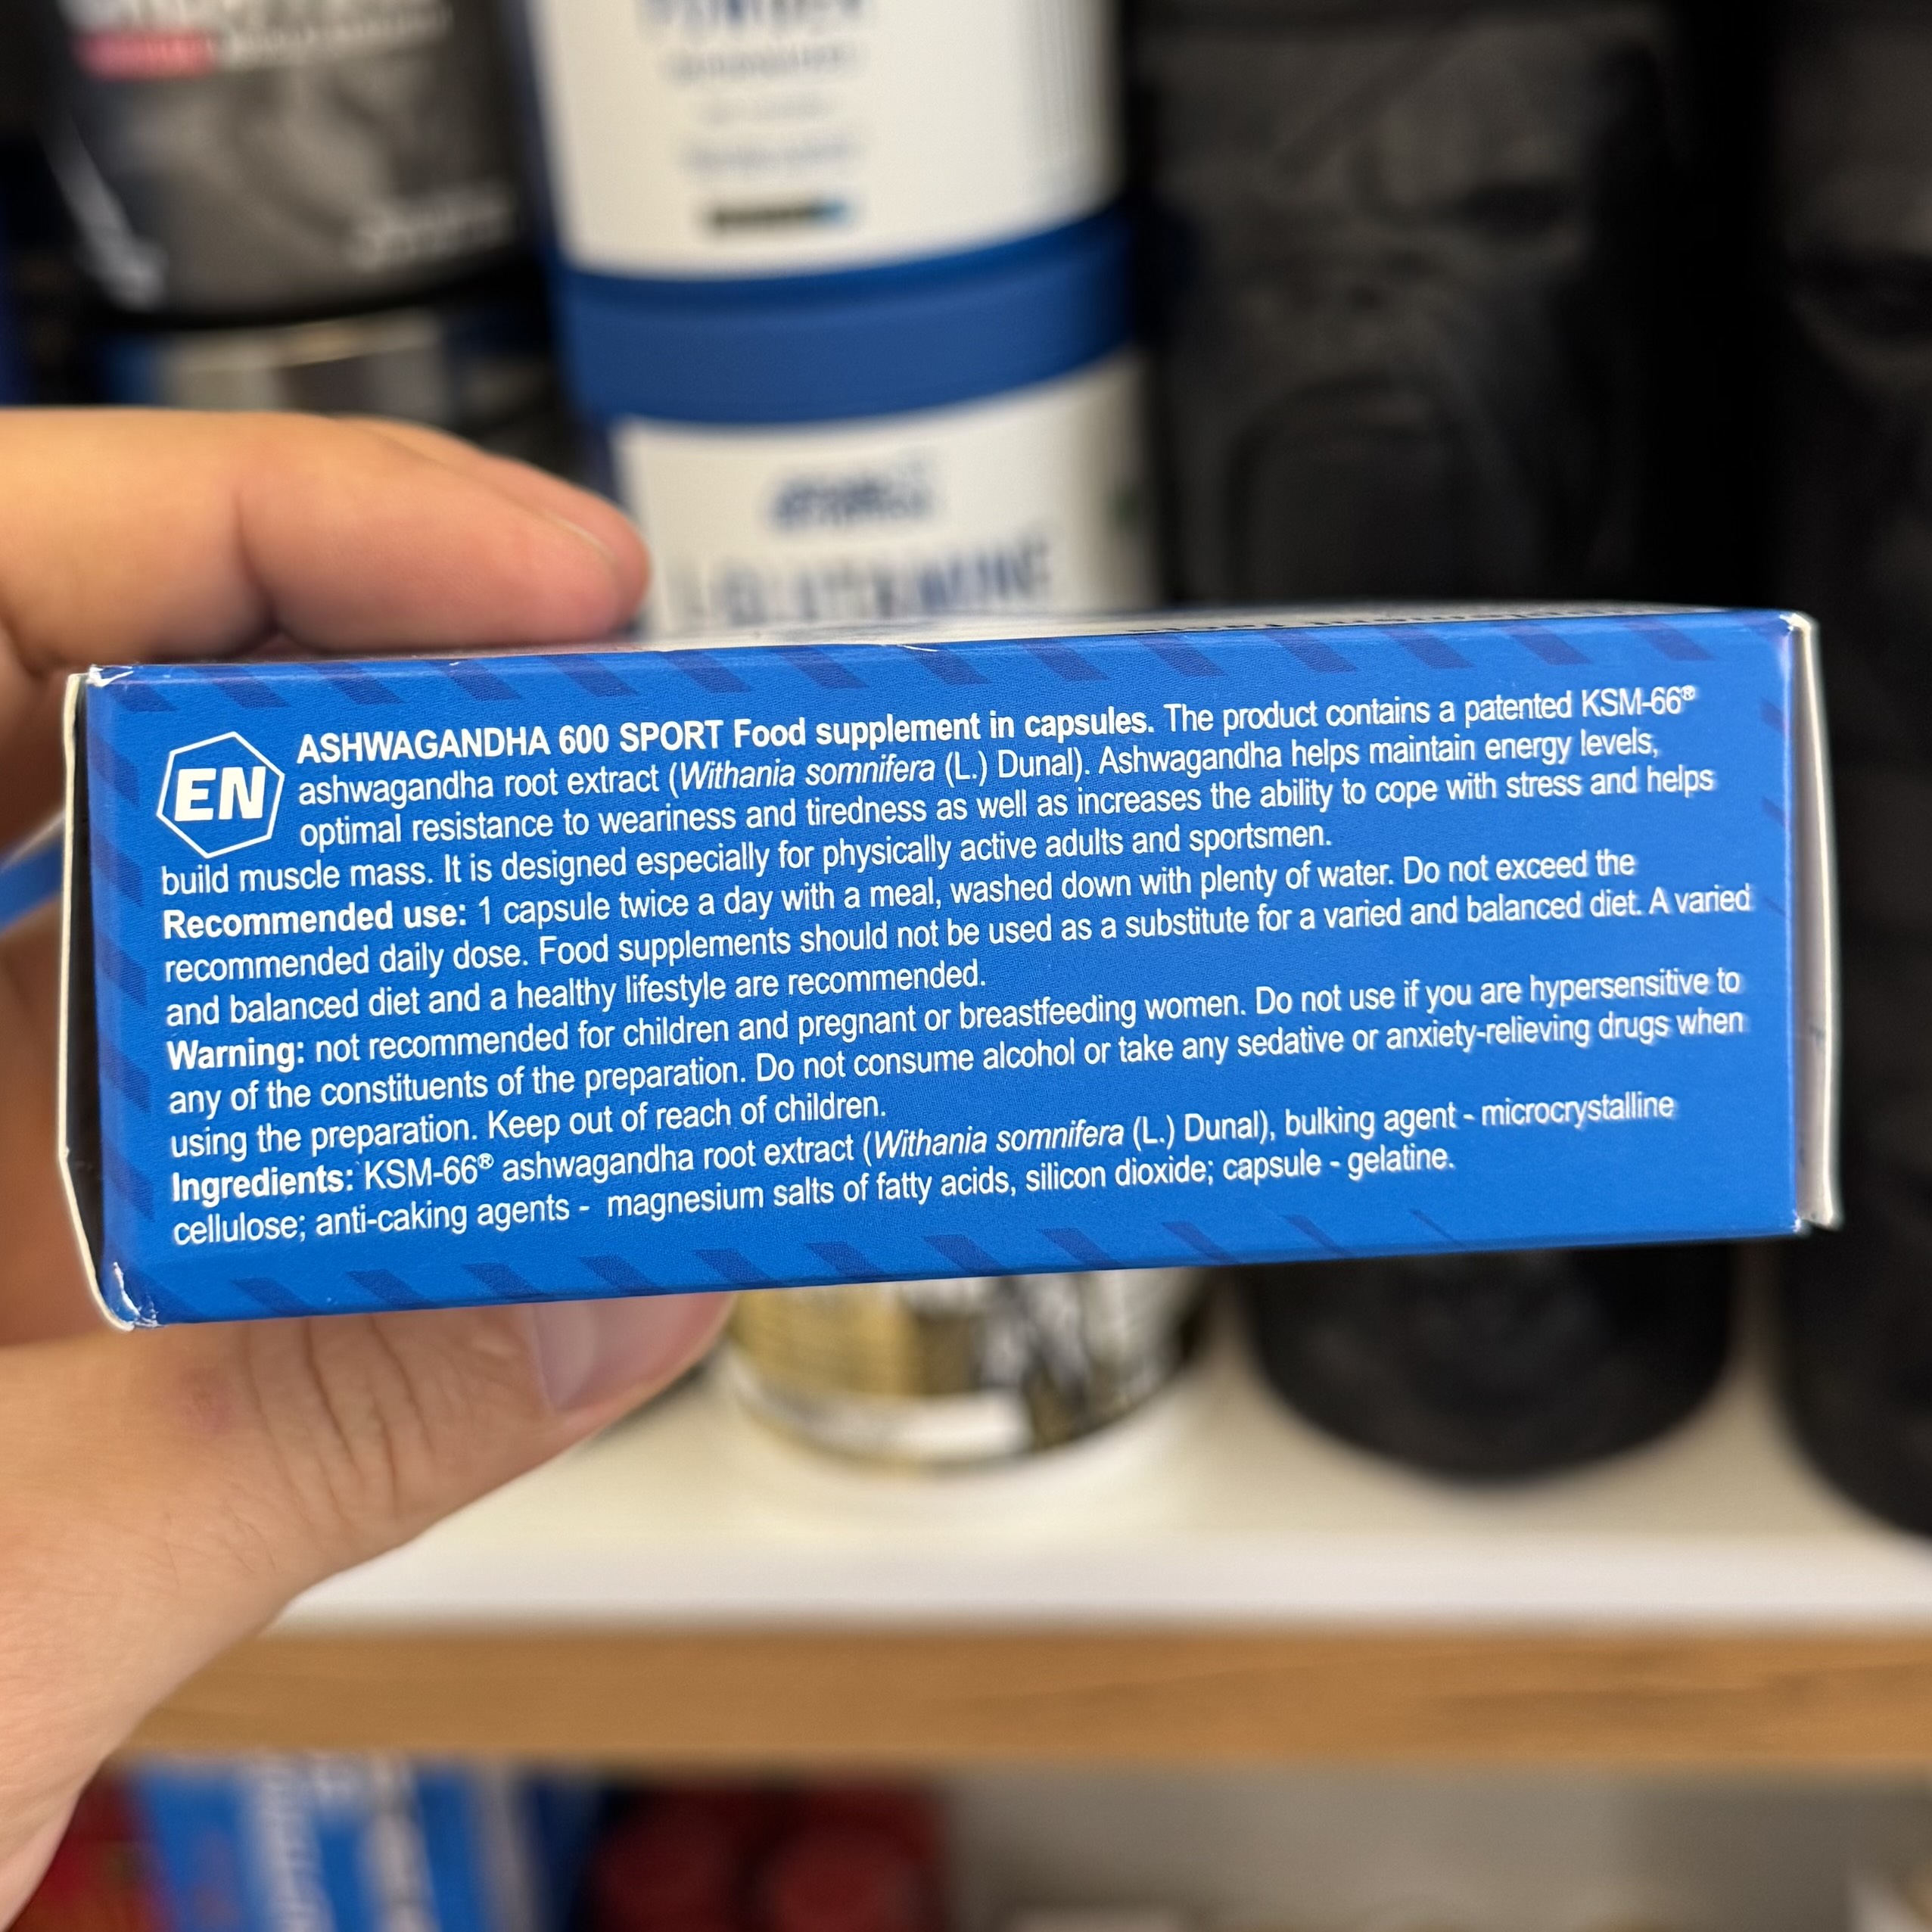 POWDER
L-GLUTAMINE
EN
ASHWAGANDHA 600 SPORT Food supplement in capsules. The product contains a patented KSM-66®
ashwagandha root extract (Withania somnifera (L.) Dunal). Ashwagandha helps maintain energy levels,
optimal resistance to weariness and tiredness as well as increases the ability to cope with stress and helps
build muscle mass. It is designed especially for physically active adults and sportsmen.
Recommended use: 1 capsule twice a day with a meal, washed down with plenty of water. Do not exceed the
recommended daily dose. Food supplements should not be used as a substitute for a varied and balanced diet. A varied
and balanced diet and a healthy lifestyle are recommended.
Warning: not recommended for children and pregnant or breastfeeding women. Do not use if you are hypersensitive to
any of the constituents of the preparation. Do not consume alcohol or take any sedative or anxiety-relieving drugs when
using the preparation. Keep out of reach of children.
Ingredients: KSM-66® ashwagandha root extract (Withania somnifera (L.) Dunal), bulking agent - microcrystalline
cellulose; anti-caking agents - magnesium salts of fatty acids, silicon dioxide; capsule - gelatine.